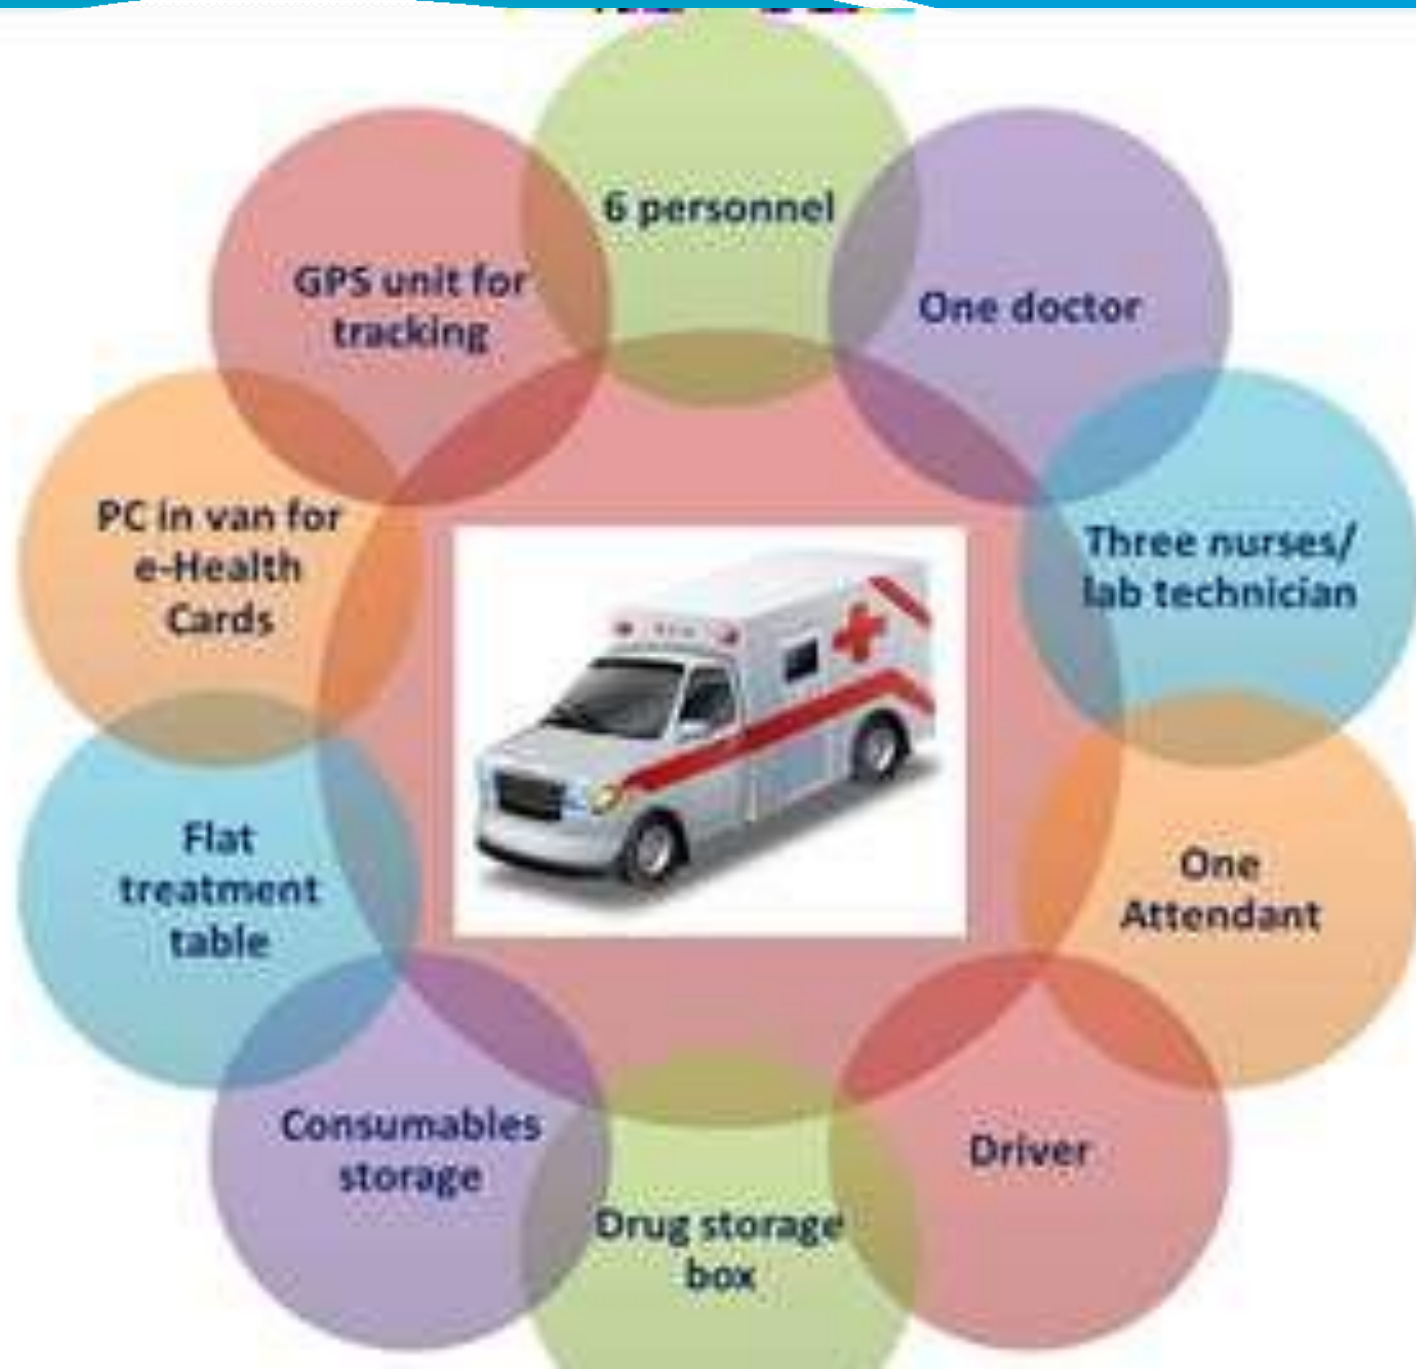 6 personnel
One doctor
Three nurses/
lab technician
One
Attendant
Driver
Drug storage
box
Consumables
storage
Flat
treatment
table
PC in van for
e-Health
Cards
GPS unit for
tracking